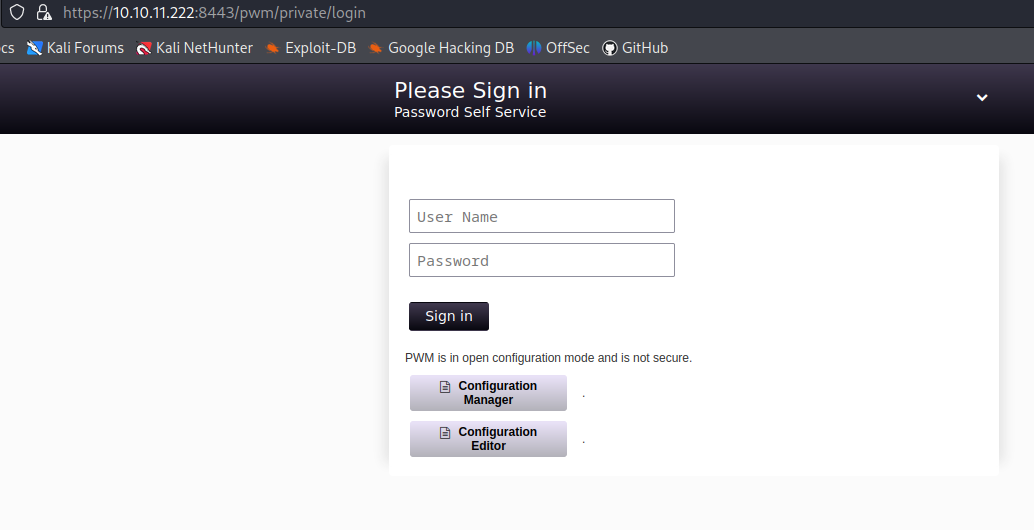 https://10.10.11.222:8443/pwm/private/login
cs Kali Forums Kali NetHunter Exploit-DB Google Hacking DB OffSec GitHub
Please Sign in
Password Self Service
User Name
Password
Sign in
PWM is in open configuration mode and is not secure.
Configuration
Manager .
Configuration
Editor .